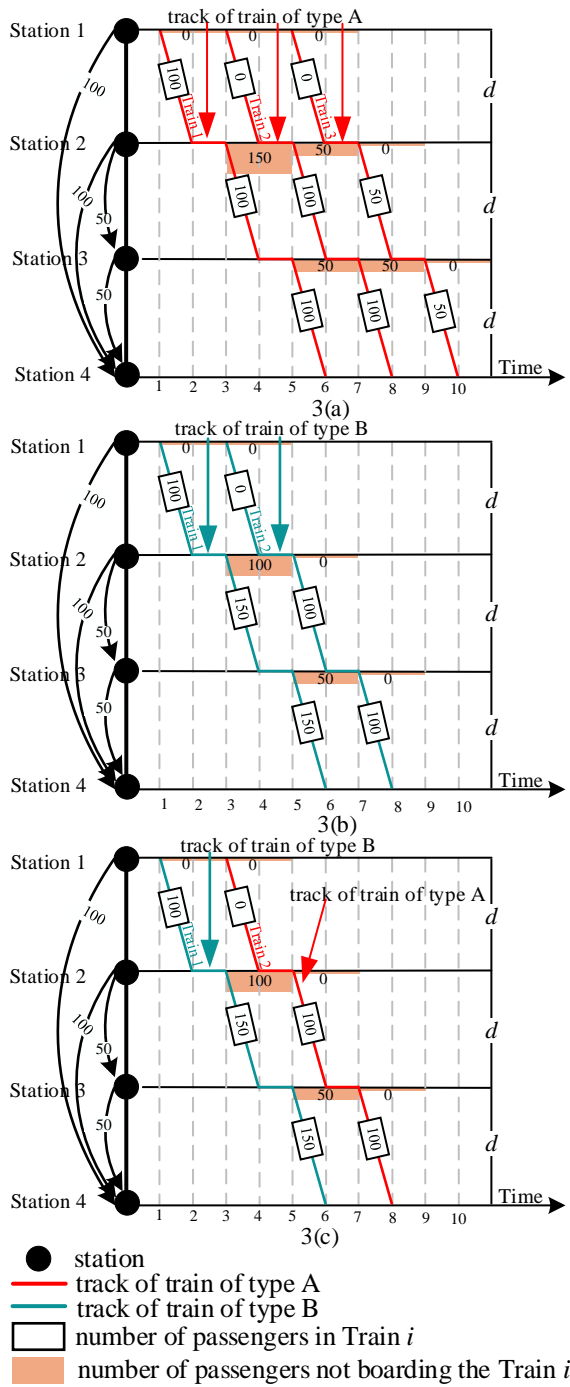 track of train of type A
Station 1
0 0 0
100
100
0
0
d
Train 1
Train 2
Train 3
Station 2
150
50
0
100
50
100
100
50
d
Station 3
50
50
50
0
100
100
50
d
Station 4
Time
1 2 3 4 5 6 7 8 9 10
3(a)
track of train of type B
Station 1
0 0
100
100
0
d
Train 1
Train 2
Station 2
100
0
100
50
150
100
d
Station 3
50
50
0
150
100
d
Station 4
Time
1 2 3 4 5 6 7 8 9 10
3(b)
track of train of type B
Station 1
0 0
track of train of type A
100
100
0
d
Train 1
Train 2
Station 2
100
0
100
50
150
100
d
Station 3
50
50
0
150
100
d
Station 4
Time
1 2 3 4 5 6 7 8 9 10
3(c)
station
track of train of type A
track of train of type B
number of passengers in Train i
number of passengers not boarding the Train i